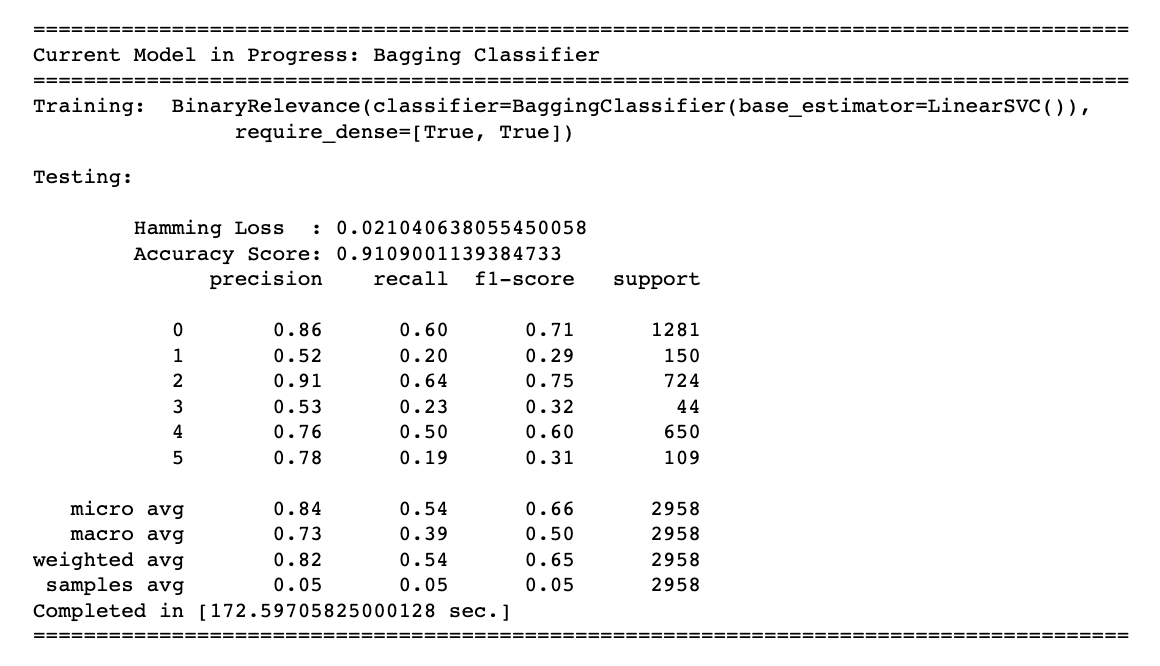 =======================================================================================
Current Model in Progress: Bagging Classifier
=======================================================================================
Training:  BinaryRelevance(classifier=BaggingClassifier(base_estimator=LinearSVC()),
                require_dense=[True, True])
Testing:
        Hamming Loss  : 0.021040638055450058
        Accuracy Score: 0.9109001139384733
              precision    recall  f1-score   support
           0       0.86      0.60      0.71      1281
           1       0.52      0.20      0.29       150
           2       0.91      0.64      0.75       724
           3       0.53      0.23      0.32        44
           4       0.76      0.50      0.60       650
           5       0.78      0.19      0.31       109
   micro avg       0.84      0.54      0.66      2958
   macro avg       0.73      0.39      0.50      2958
weighted avg       0.82      0.54      0.65      2958
 samples avg       0.05      0.05      0.05      2958
Completed in [172.59705825000128 sec.]
=======================================================================================